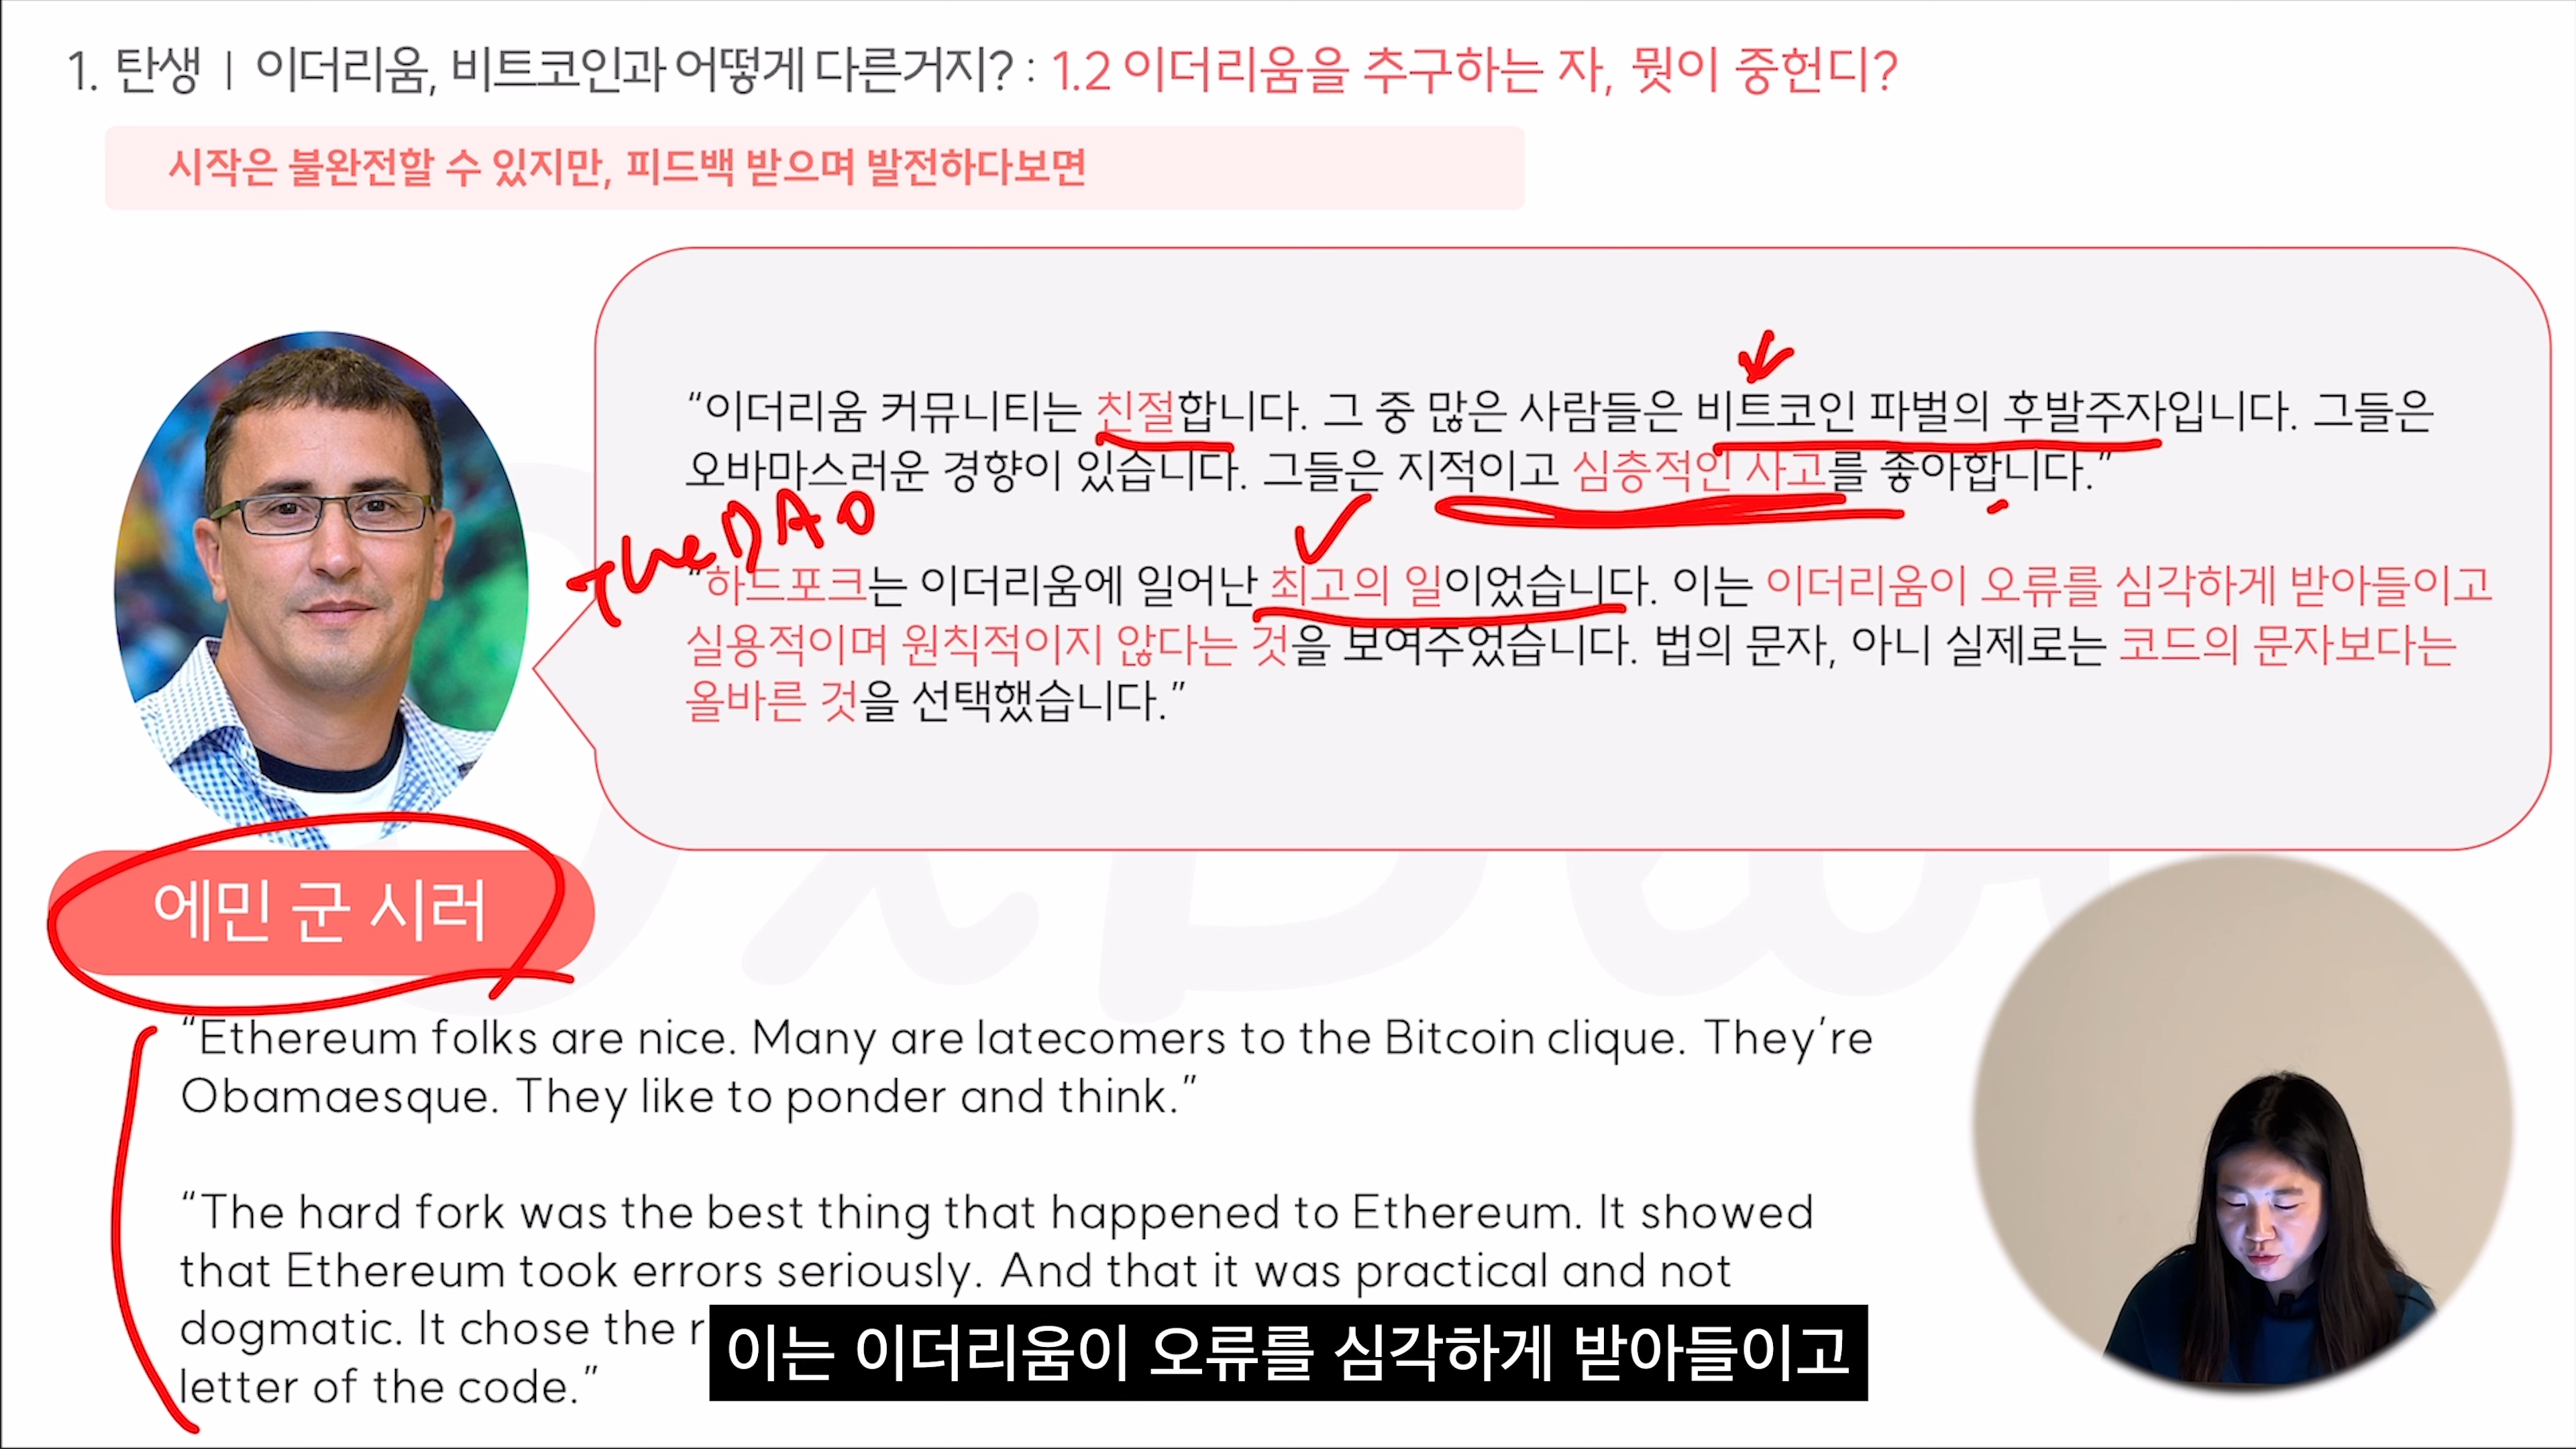 1. 탄생 | 이더리움, 비트코인과 어떻게 다른거지? : 1.2 이더리움을 추구하는 자, 뭣이 중헌디?
시작은 불완전할 수 있지만, 피드백 받으며 발전하다보면
“이더리움 커뮤니티는 친절합니다. 그 중 많은 사람들은 비트코인 파벌의 후발주자입니다. 그들은
오바마스러운 경향이 있습니다. 그들은 지적이고 심층적인 사고를 좋아합니다.”
The DAO
“하드포크는 이더리움에 일어난 최고의 일이었습니다. 이는 이더리움이 오류를 심각하게 받아들이고
실용적이며 원칙적이지 않다는 것을 보여주었습니다. 법의 문자, 아니 실제로는 코드의 문자보다는
올바른 것을 선택했습니다.”
에민 군 시러
“Ethereum folks are nice. Many are latecomers to the Bitcoin clique. They’re
Obamaesque. They like to ponder and think.”
“The hard fork was the best thing that happened to Ethereum. It showed
that Ethereum took errors seriously. And that it was practical and not
dogmatic. It chose the r
letter of the code.”
이는 이더리움이 오류를 심각하게 받아들이고